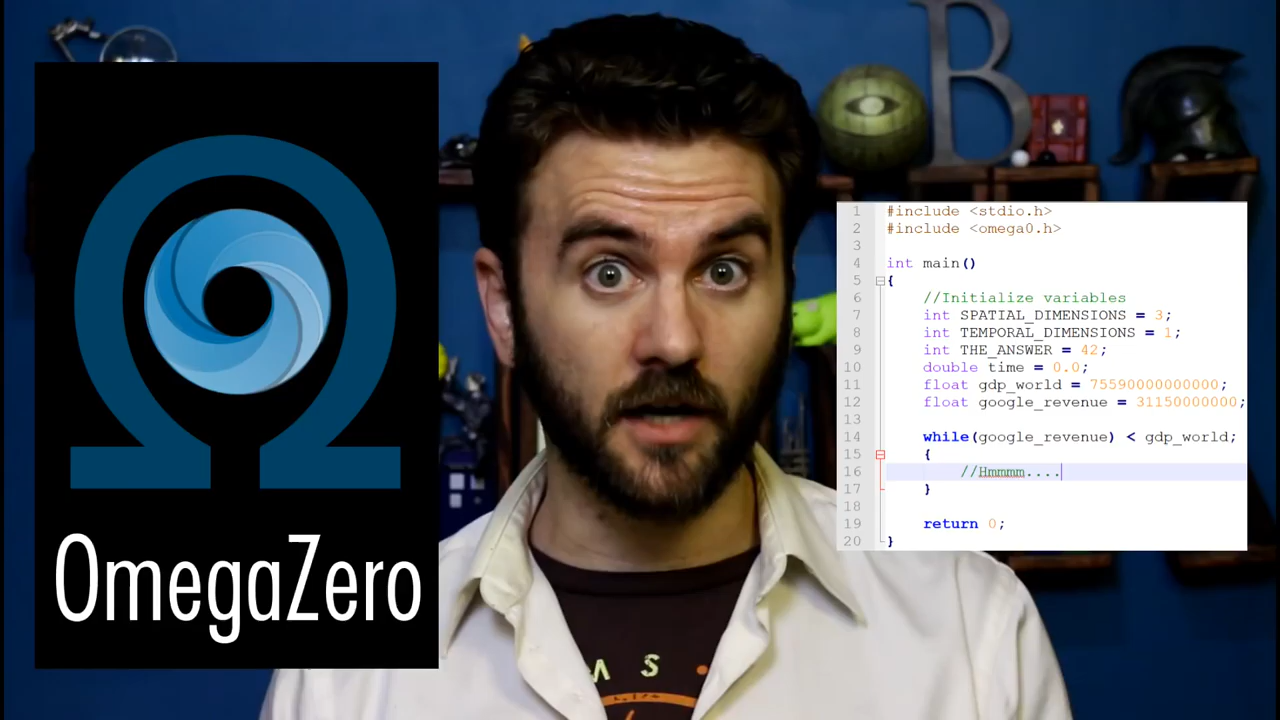 OmegaZero
B
M S
1 #include <stdio.h>
2 #include <omega0.h>
3
4 int main()
5 {
6 //Initialize variables
7 int SPATIAL_DIMENSIONS = 3;
8 int TEMPORAL_DIMENSIONS = 1;
9 int THE_ANSWER = 42;
10 double time = 0.0;
11 float gdp_world = 75590000000000;
12 float google_revenue = 31150000000;
13
14 while(google_revenue) < gdp_world;
15 {
16 //Hmmmm....
17 }
18
19 return 0;
20 }